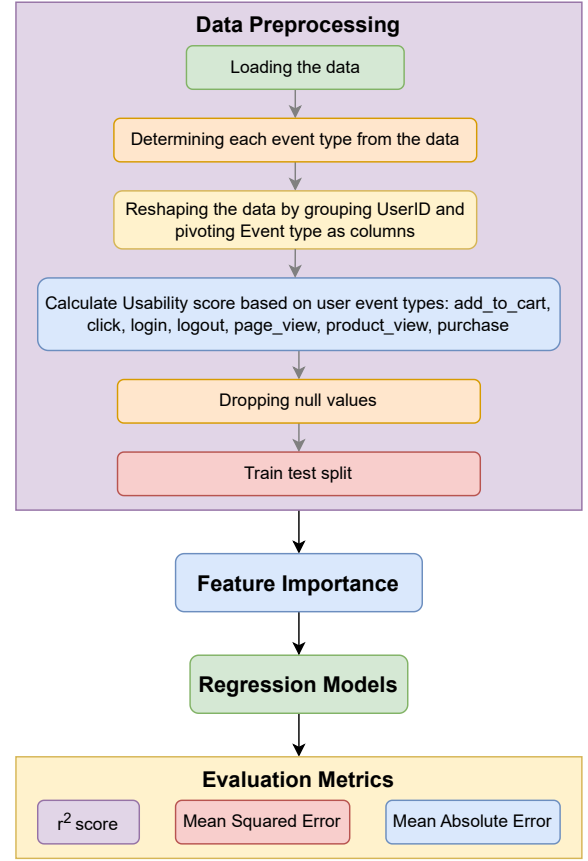 Data Preprocessing
Loading the data
Determining each event type from the data
Reshaping the data by grouping UserID and
pivoting Event type as columns
Calculate Usability score based on user event types: add_to_cart,
click, login, logout, page_view, product_view, purchase
Dropping null values
Train test split
Feature Importance
Regression Models
Evaluation Metrics
r² score
Mean Squared Error
Mean Absolute Error